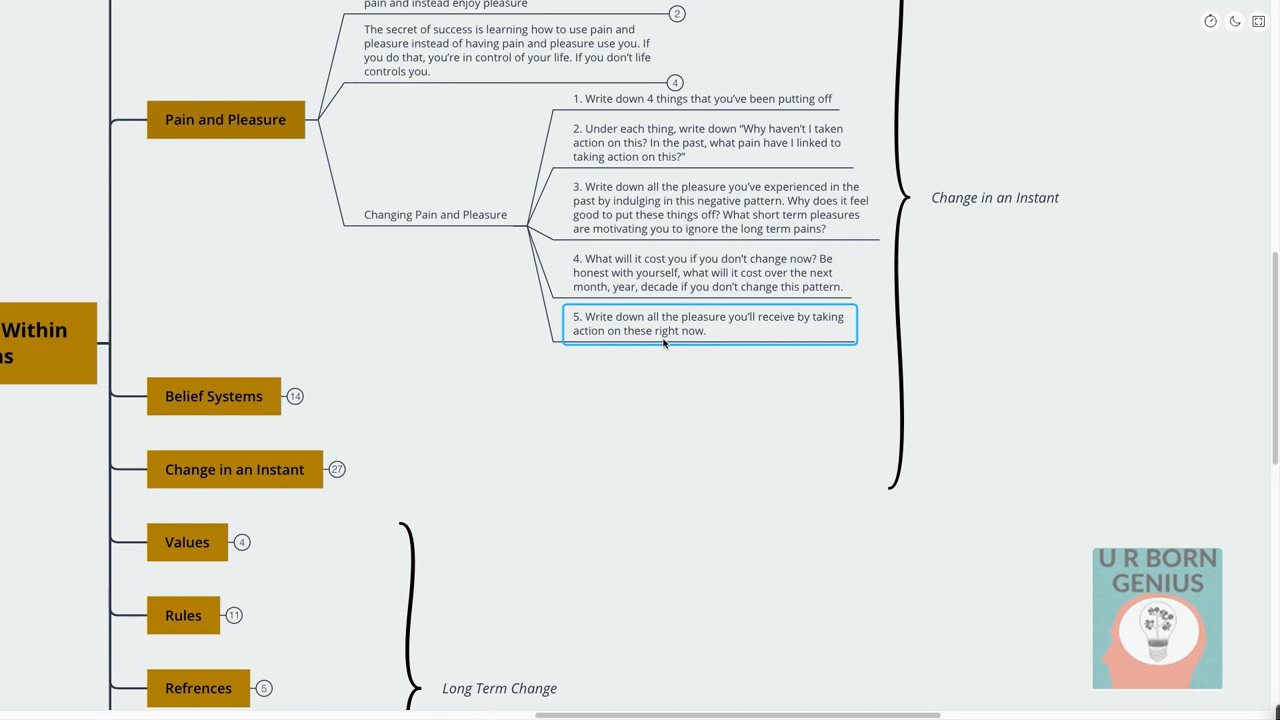 pain and instead enjoy pleasure
2
The secret of success is learning how to use pain and
pleasure instead of having pain and pleasure use you. If
you do that, you're in control of your life. If you don't life
controls you.
4
Pain and Pleasure
Changing Pain and Pleasure
1. Write down 4 things that you've been putting off
2. Under each thing, write down “Why haven't I taken
action on this? In the past, what pain have I linked to
taking action on this?”
3. Write down all the pleasure you've experienced in the
past by indulging in this negative pattern. Why does it feel
good to put these things off? What short term pleasures
are motivating you to ignore the long term pains?
4. What will it cost you if you don't change now? Be
honest with yourself, what will it cost over the next
month, year, decade if you don't change this pattern.
5. Write down all the pleasure you'll receive by taking
action on these right now.
Change in an Instant
Within
Belief Systems
14
Change in an Instant
27
Values
4
Rules
11
Refrences
5
Long Term Change
U R BORN
GENIUS